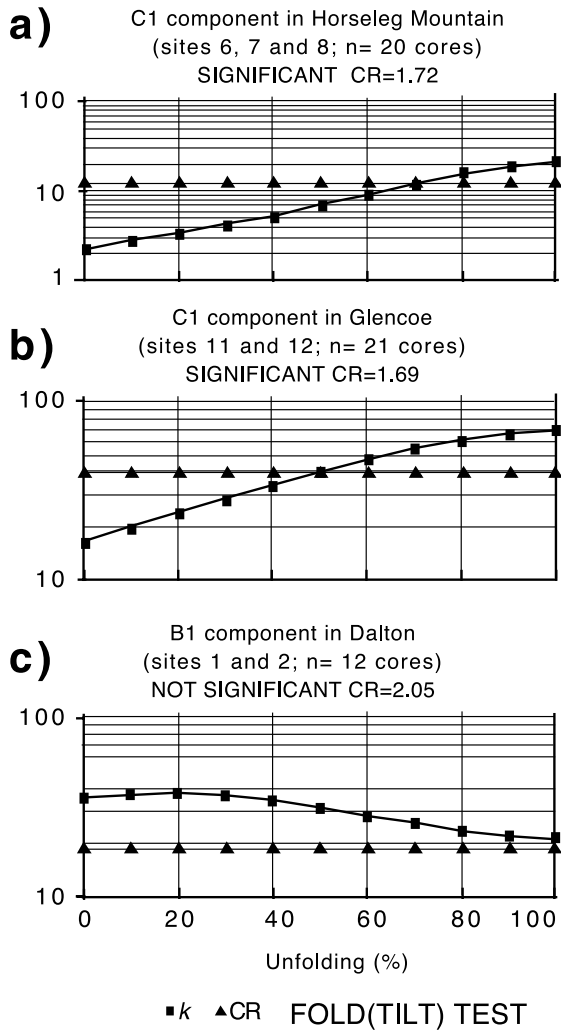 a)
C1 component in Horseleg Mountain
(sites 6, 7 and 8; n= 20 cores)
SIGNIFICANT CR=1.72
100
10
1
b)
C1 component in Glencoe
(sites 11 and 12; n= 21 cores)
SIGNIFICANT CR=1.69
100
10
c)
B1 component in Dalton
(sites 1 and 2; n= 12 cores)
NOT SIGNIFICANT CR=2.05
100
10
0 20 40 60 80 100
Unfolding (%)
k CR FOLD(TILT) TEST